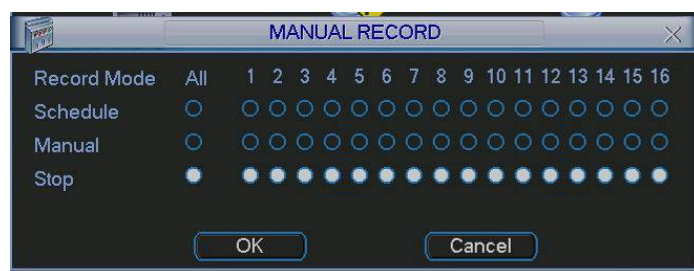 MANUAL RECORD
Record Mode All 1 2 3 4 5 6 7 8 9 10 11 12 13 14 15 16
Schedule
Manual
Stop
OK Cancel